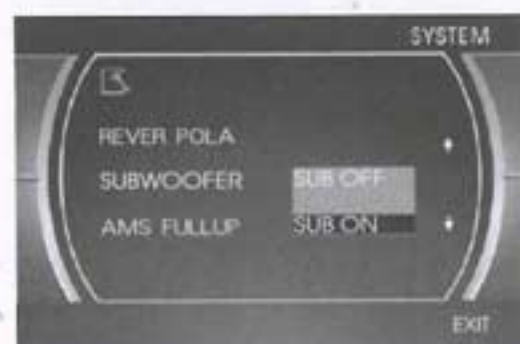 SYSTEM
REVER POLA
SUBWOOFER SUB OFF
AMS FULLUP SUB ON
EXIT